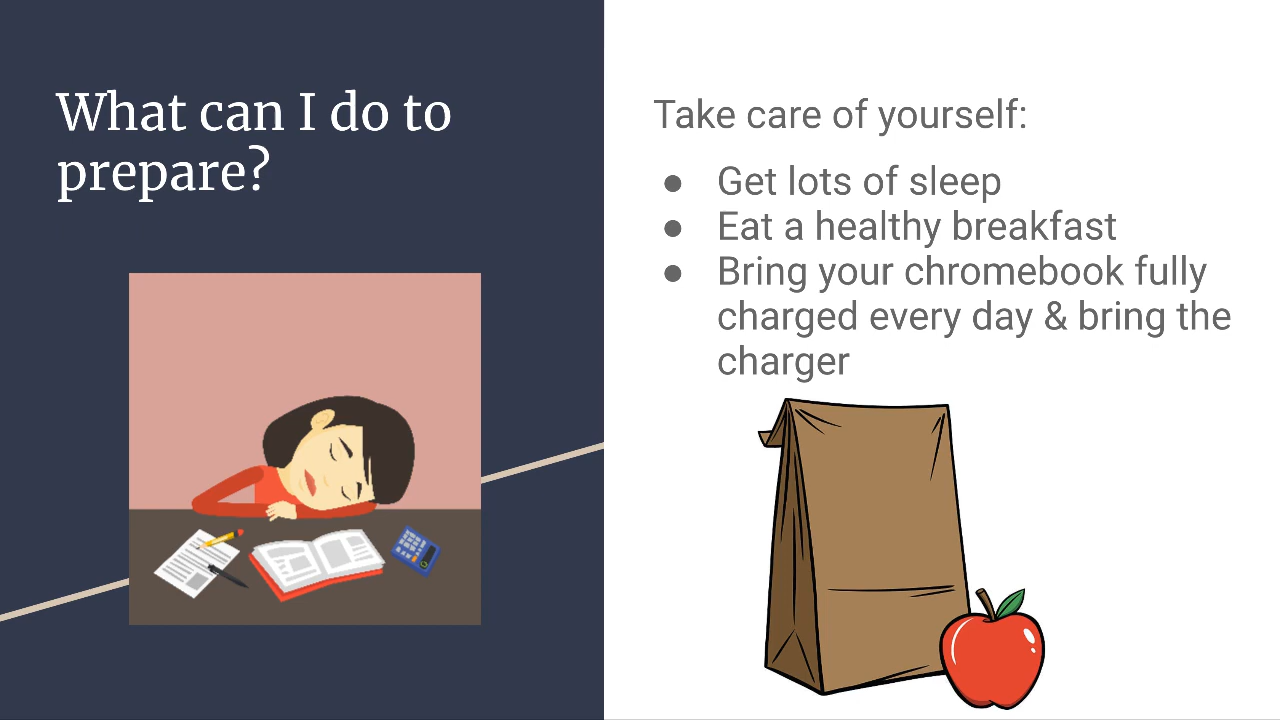 What can I do to
prepare?
Take care of yourself:
● Get lots of sleep
● Eat a healthy breakfast
● Bring your chromebook fully
charged every day & bring the
charger